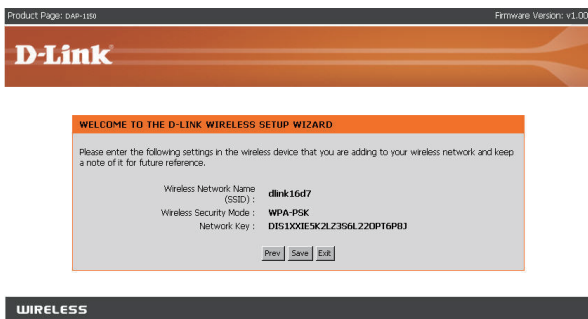 Product Page: DAP-1150 Firmware Version: v1.00
D-Link
WELCOME TO THE D-LINK WIRELESS SETUP WIZARD
Please enter the following settings in the wireless device that you are adding to your wireless network and keep
a note of it for future reference.
Wireless Network Name
(SSID) : dlink16d7
Wireless Security Mode : WPA-PSK
Network Key : DIS1XXIE5K2LZ3S6L22OPT6P8J
Prev Save Exit
WIRELESS